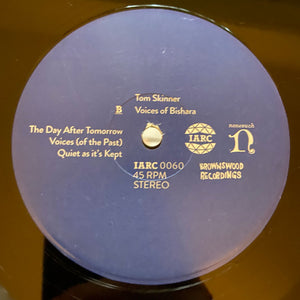 Tom Skinner
B Voices of Bishara
The Day After Tomorrow
Voices (of the Past)
Quiet as it's Kept
IARC
nonesuch
n
IARC 0060
45 RPM
STEREO
BROWNSWOOD
RECORDINGS